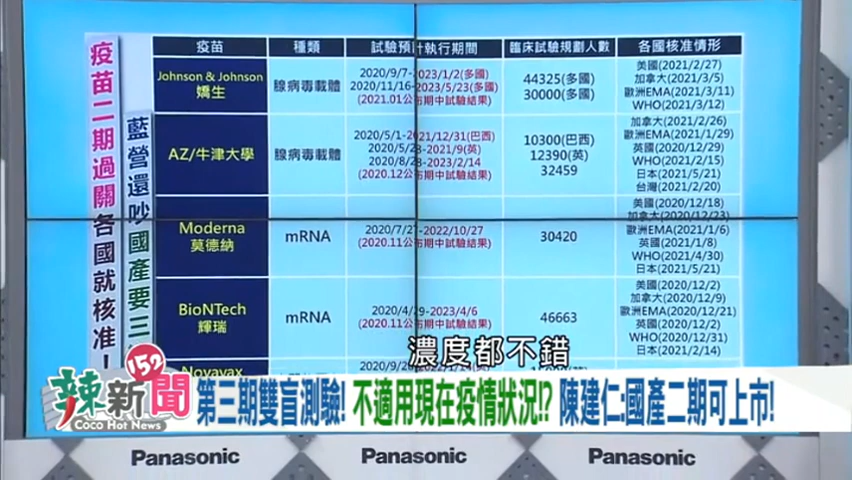 疫苗二期過關各國就核准!
藍營還吵國產要三
疫苗 種類 試驗預計執行期間 臨床試驗規劃人數 各國核准情形
Johnson & Johnson
嬌生
腺病毒載體
2020/9/7-2023/1/2(多國)
2020/11/16-2023/5/23(多國)
(2021.01公布期中試驗結果)
44325(多國)
30000(多國)
美國(2021/2/27)
加拿大(2021/3/5)
歐洲EMA(2021/3/11)
WHO(2021/3/12)
AZ/牛津大學
腺病毒載體
2020/5/1-2021/12/31(巴西)
2020/5/28-2021/9(英)
2020/8/28-2023/2/14
(2020.12公布期中試驗結果)
10300(巴西)
12390(英)
32459
加拿大(2021/2/26)
歐洲EMA(2021/1/29)
英國(2020/12/29)
WHO(2021/2/15)
日本(2021/5/21)
台灣(2021/2/20)
Moderna
莫德納
mRNA
2020/7/27-2022/10/27
(2020.11公布期中試驗結果)
30420
美國(2020/12/18)
加拿大(2020/12/23)
歐洲EMA(2021/1/6)
英國(2021/1/8)
WHO(2021/4/30)
日本(2021/5/21)
BioNTech
輝瑞
mRNA
2020/4/29-2023/4/6
(2020.11公布期中試驗結果)
46663
美國(2020/12/2)
加拿大(2020/12/9)
歐洲EMA(2020/12/21)
英國(2020/12/2)
WHO(2020/12/31)
日本(2021/2/14)
Novavax
濃度都不錯
152
辣新聞
Coco Hot News
第三期雙盲測驗! 不適用現在疫情狀況!? 陳建仁:國產二期可上市!
Panasonic Panasonic Panasonic